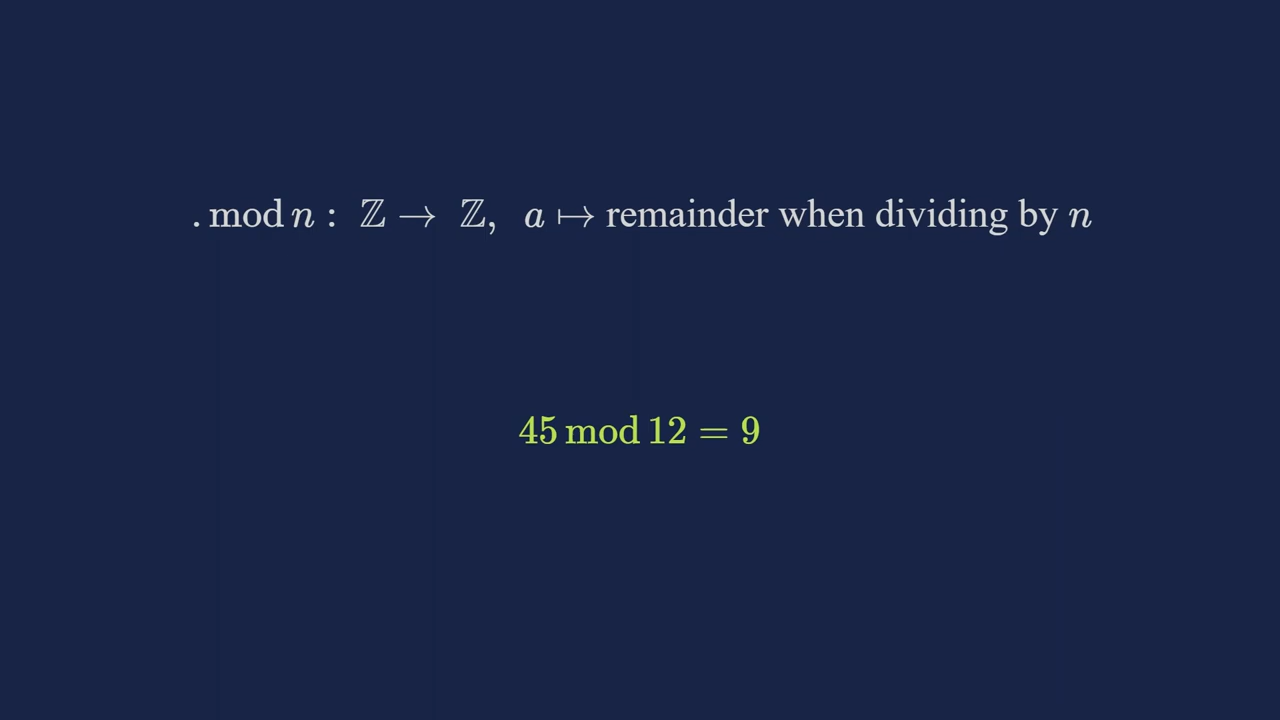 . mod n : ℤ → ℤ, a ↦ remainder when dividing by n
45 mod 12 = 9